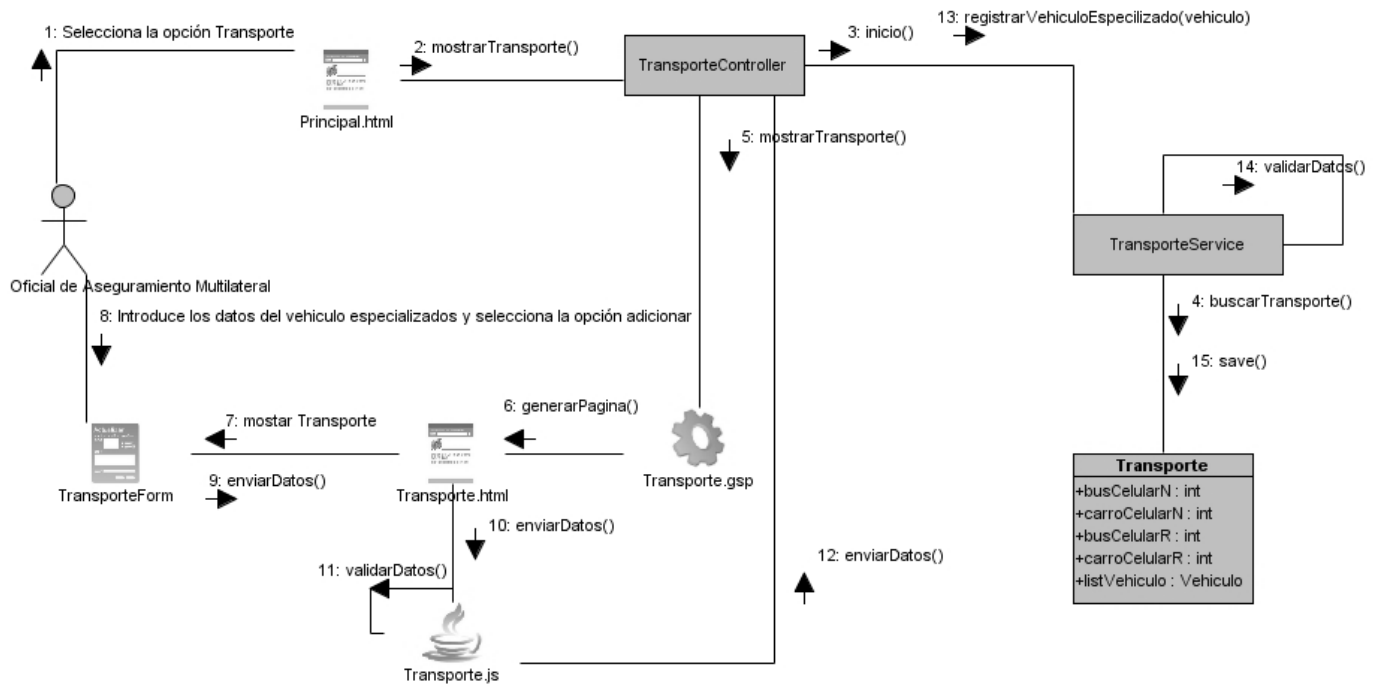 13: registrarVehiculoEspecilizado(vehiculo)
1: Selecciona la opción Transporte
3: inicio()
2: mostrarTransporte()
TransporteController
Principal.html
5: mostrarTransporte()
14: validarDatos()
TransporteService
Oficial de Aseguramiento Multilateral
4: buscarTransporte()
8: Introduce los datos del vehiculo especializados y selecciona la opción adicionar
15: save()
6: generarPagina()
7: mostar Transporte
Transporte
Transporte.gsp
9: enviarDatos()
TransporteForm
Transporte.html
+busCelularN : int
+carroCelularN : int
10: enviarDatos()
+busCelularR : int
12: enviarDatos()
+carroCelularR : int
11: validarDatos()
+listVehiculo : Vehiculo
Transporte.js